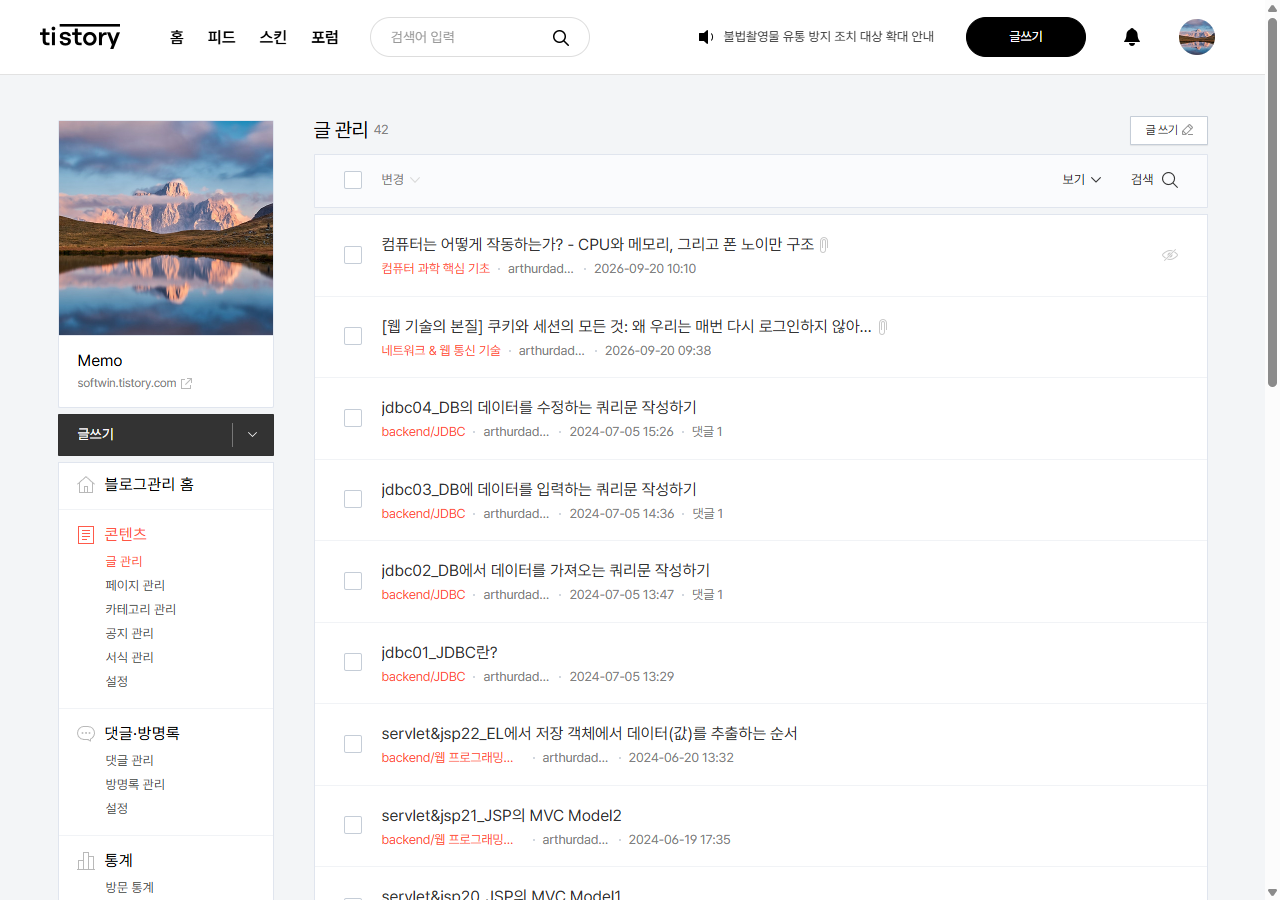 tistory
홈 피드 스킨 포럼
검색어 입력
불법촬영물 유통 방지 조치 대상 확대 안내
글쓰기
Memo
softwin.tistory.com
글쓰기
블로그관리 홈
콘텐츠
글 관리
페이지 관리
카테고리 관리
공지 관리
서식 관리
설정
댓글·방명록
댓글 관리
방명록 관리
설정
통계
방문 통계
글 관리 42
글 쓰기
변경
보기
검색
컴퓨터는 어떻게 작동하는가? - CPU와 메모리, 그리고 폰 노이만 구조
컴퓨터 과학 핵심 기초 · arthurdad... · 2026-09-20 10:10
[웹 기술의 본질] 쿠키와 세션의 모든 것: 왜 우리는 매번 다시 로그인하지 않아...
네트워크 & 웹 통신 기술 · arthurdad... · 2026-09-20 09:38
jdbc04_DB의 데이터를 수정하는 쿼리문 작성하기
backend/JDBC · arthurdad... · 2024-07-05 15:26 · 댓글 1
jdbc03_DB에 데이터를 입력하는 쿼리문 작성하기
backend/JDBC · arthurdad... · 2024-07-05 14:36 · 댓글 1
jdbc02_DB에서 데이터를 가져오는 쿼리문 작성하기
backend/JDBC · arthurdad... · 2024-07-05 13:47 · 댓글 1
jdbc01_JDBC란?
backend/JDBC · arthurdad... · 2024-07-05 13:29
servlet&jsp22_EL에서 저장 객체에서 데이터(값)를 추출하는 순서
backend/웹 프로그래밍... · arthurdad... · 2024-06-20 13:32
servlet&jsp21_JSP의 MVC Model2
backend/웹 프로그래밍... · arthurdad... · 2024-06-19 17:35
servlet&jsp20_JSP의 MVC Model1